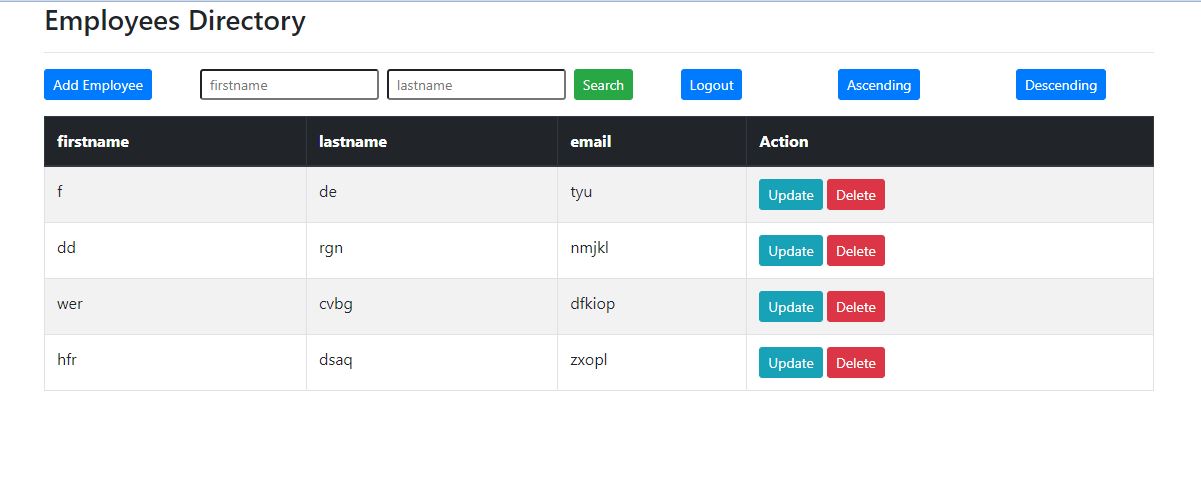 Employees Directory
Add Employee firstname lastname Search Logout Ascending Descending
firstname lastname email Action
f de tyu Update Delete
dd rgn nmjkl Update Delete
wer cvbg dfkiop Update Delete
hfr dsaq zxopl Update Delete